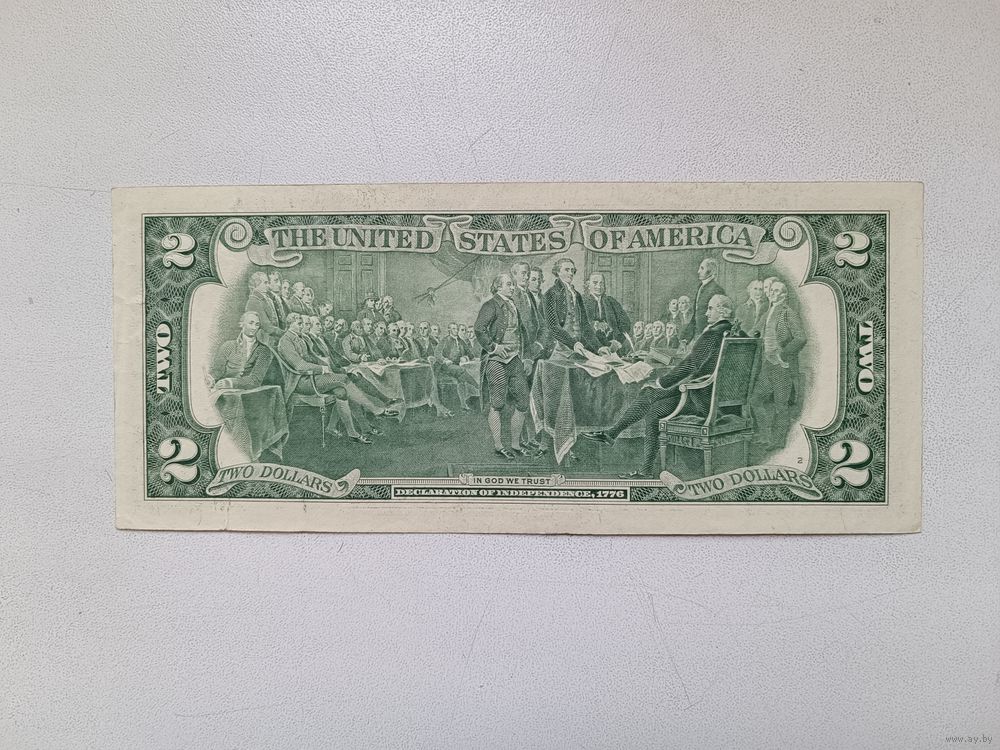 THE UNITED STATES OF AMERICA
2
2
TWO
TWO
2
2
TWO DOLLARS
IN GOD WE TRUST
TWO DOLLARS
2
DECLARATION OF INDEPENDENCE, 1776
www.ay.by